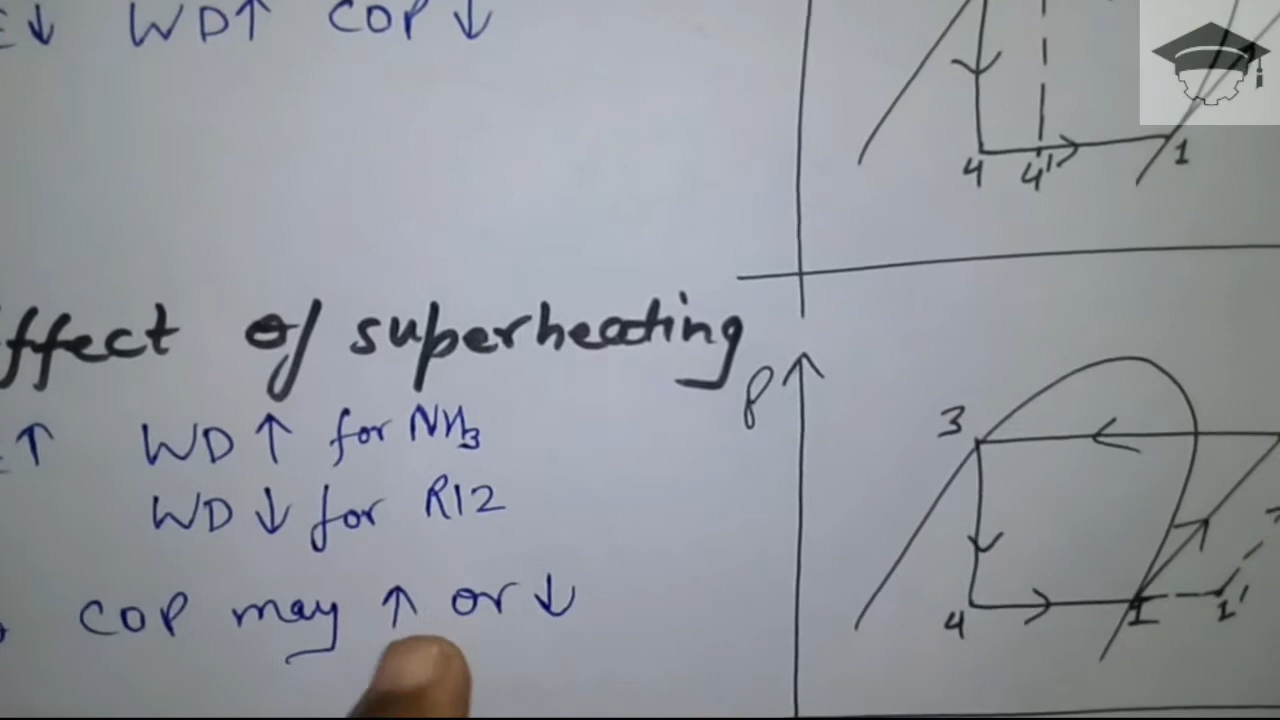 ↓ WD↑ COP ↓
4 4' 1
Effect of superheating
↑ WD ↑ for NH3
WD ↓ for R12
COP may ↑ or ↓
P
3
4 1 1'